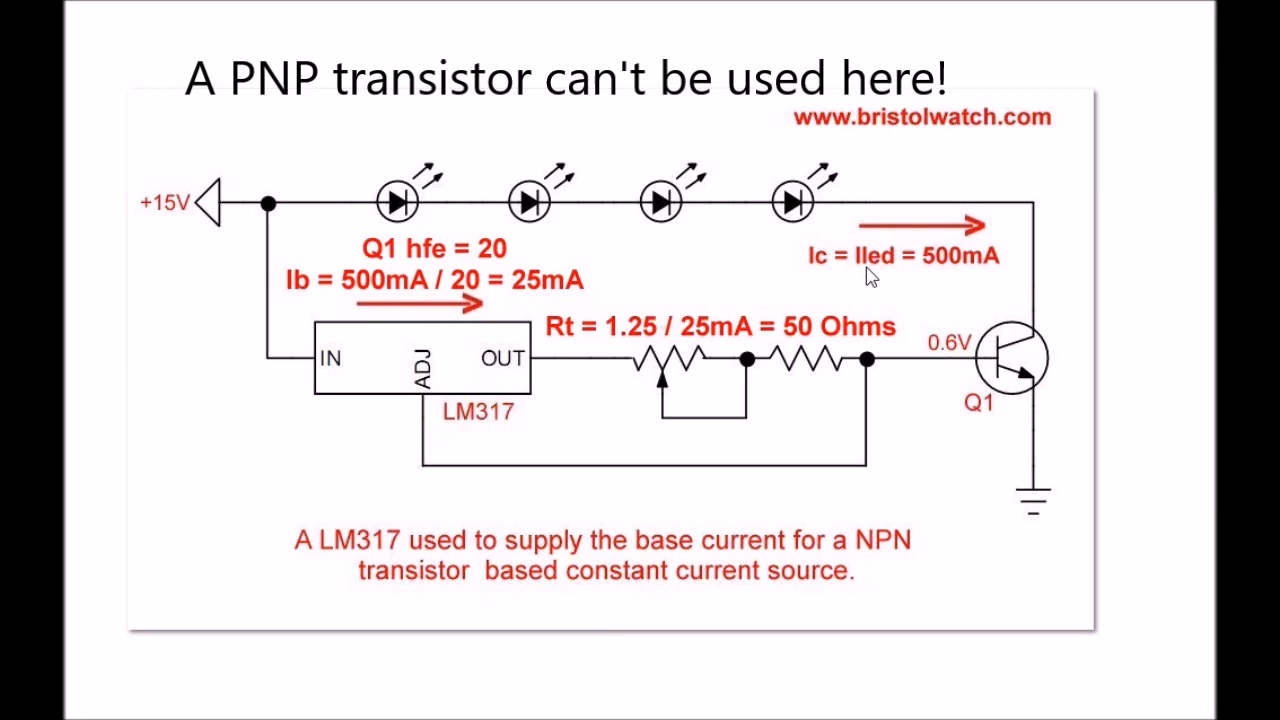 A PNP transistor can't be used here!
www.bristolwatch.com
+15V
Q1 hfe = 20
Ib = 500mA / 20 = 25mA
Ic = Iled = 500mA
Rt = 1.25 / 25mA = 50 Ohms
0.6V
IN
ADJ
OUT
LM317
Q1
A LM317 used to supply the base current for a NPN
transistor based constant current source.